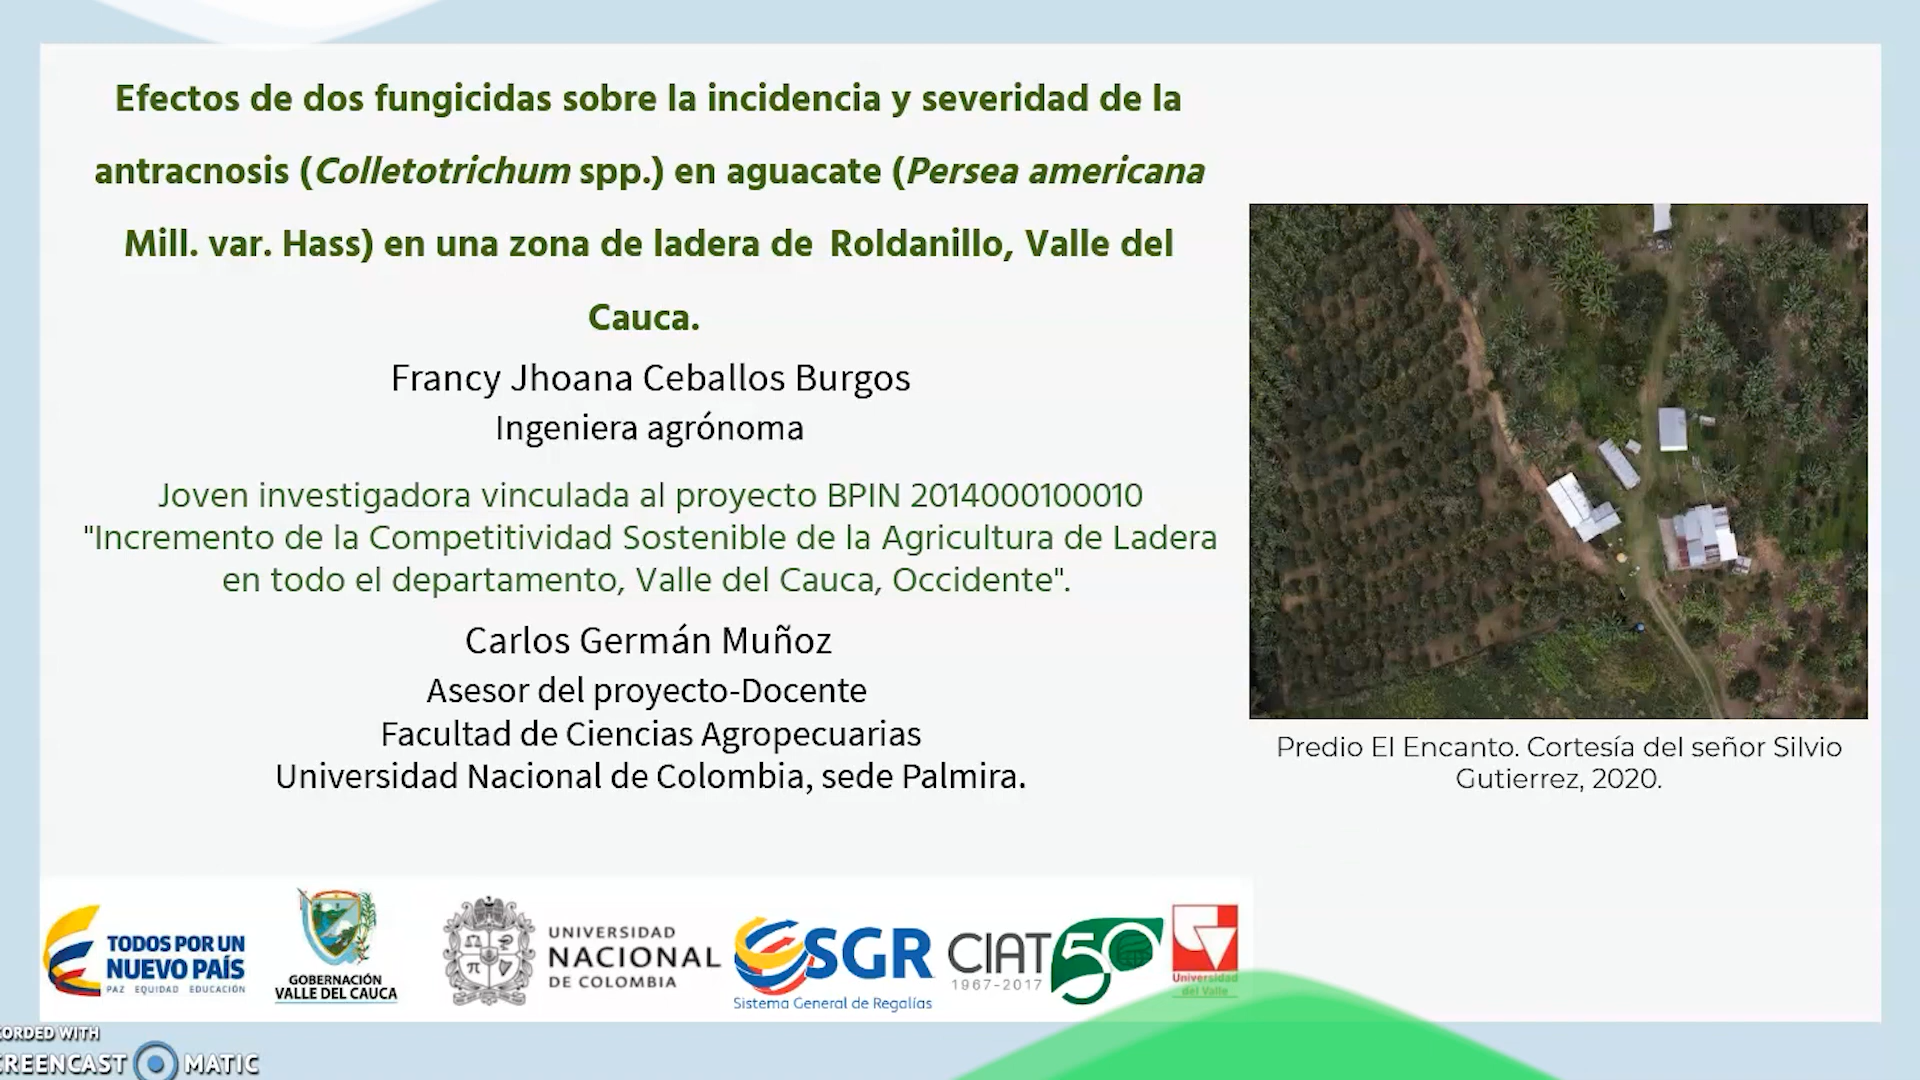 Efectos de dos fungicidas sobre la incidencia y severidad de la
antracnosis (Colletotrichum spp.) en aguacate (Persea americana
Mill. var. Hass) en una zona de ladera de Roldanillo, Valle del
Cauca.
Francy Jhoana Ceballos Burgos
Ingeniera agrónoma
Joven investigadora vinculada al proyecto BPIN 2014000100010
"Incremento de la Competitividad Sostenible de la Agricultura de Ladera
en todo el departamento, Valle del Cauca, Occidente".
Carlos Germán Muñoz
Asesor del proyecto-Docente
Facultad de Ciencias Agropecuarias
Universidad Nacional de Colombia, sede Palmira.
Predio El Encanto. Cortesía del señor Silvio
Gutierrez, 2020.
TODOS POR UN
NUEVO PAÍS
PAZ EQUIDAD EDUCACIÓN
GOBERNACIÓN
VALLE DEL CAUCA
UNIVERSIDAD
NACIONAL
DE COLOMBIA
SGR
Sistema General de Regalías
CIAT 50
1967-2017
Universidad
del Valle
CORDED WITH
CREENCAST MATIC